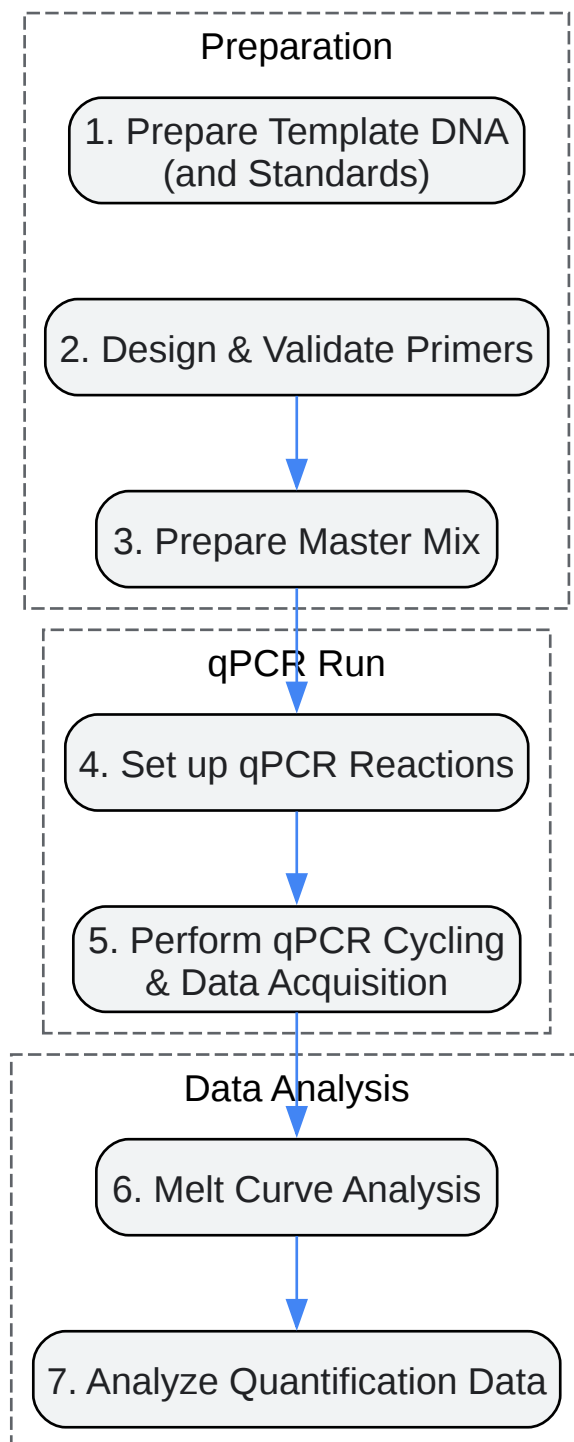 Preparation
1. Prepare Template DNA
(and Standards)
2. Design & Validate Primers
3. Prepare Master Mix
qPCR Run
4. Set up qPCR Reactions
5. Perform qPCR Cycling
& Data Acquisition
Data Analysis
6. Melt Curve Analysis
7. Analyze Quantification Data